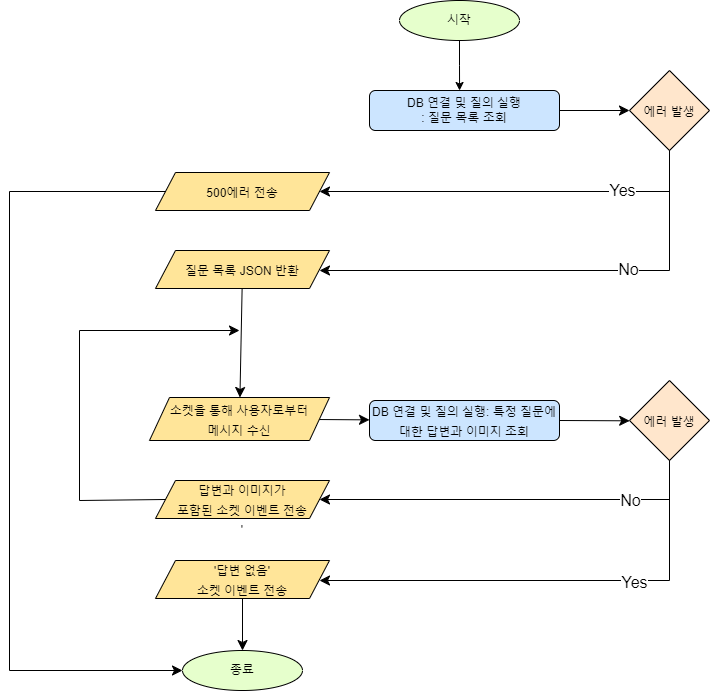 시작
DB 연결 및 질의 실행
: 질문 목록 조회
에러 발생
Yes
500에러 전송
No
질문 목록 JSON 반환
소켓을 통해 사용자로부터
메시지 수신
DB 연결 및 질의 실행: 특정 질문에
대한 답변과 이미지 조회
에러 발생
No
답변과 이미지가
포함된 소켓 이벤트 전송
'
Yes
'답변 없음'
소켓 이벤트 전송
종료